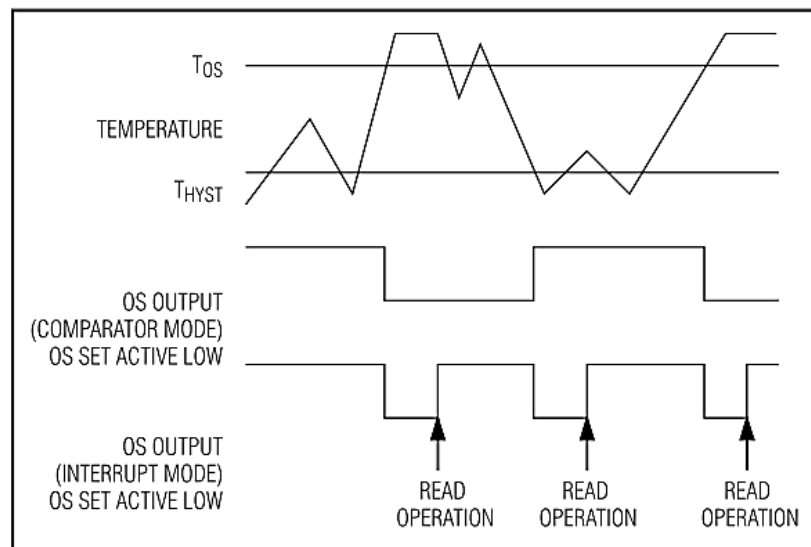 TOS
TEMPERATURE
THYST
OS OUTPUT
(COMPARATOR MODE)
OS SET ACTIVE LOW
OS OUTPUT
(INTERRUPT MODE)
OS SET ACTIVE LOW
READ
OPERATION
READ
OPERATION
READ
OPERATION